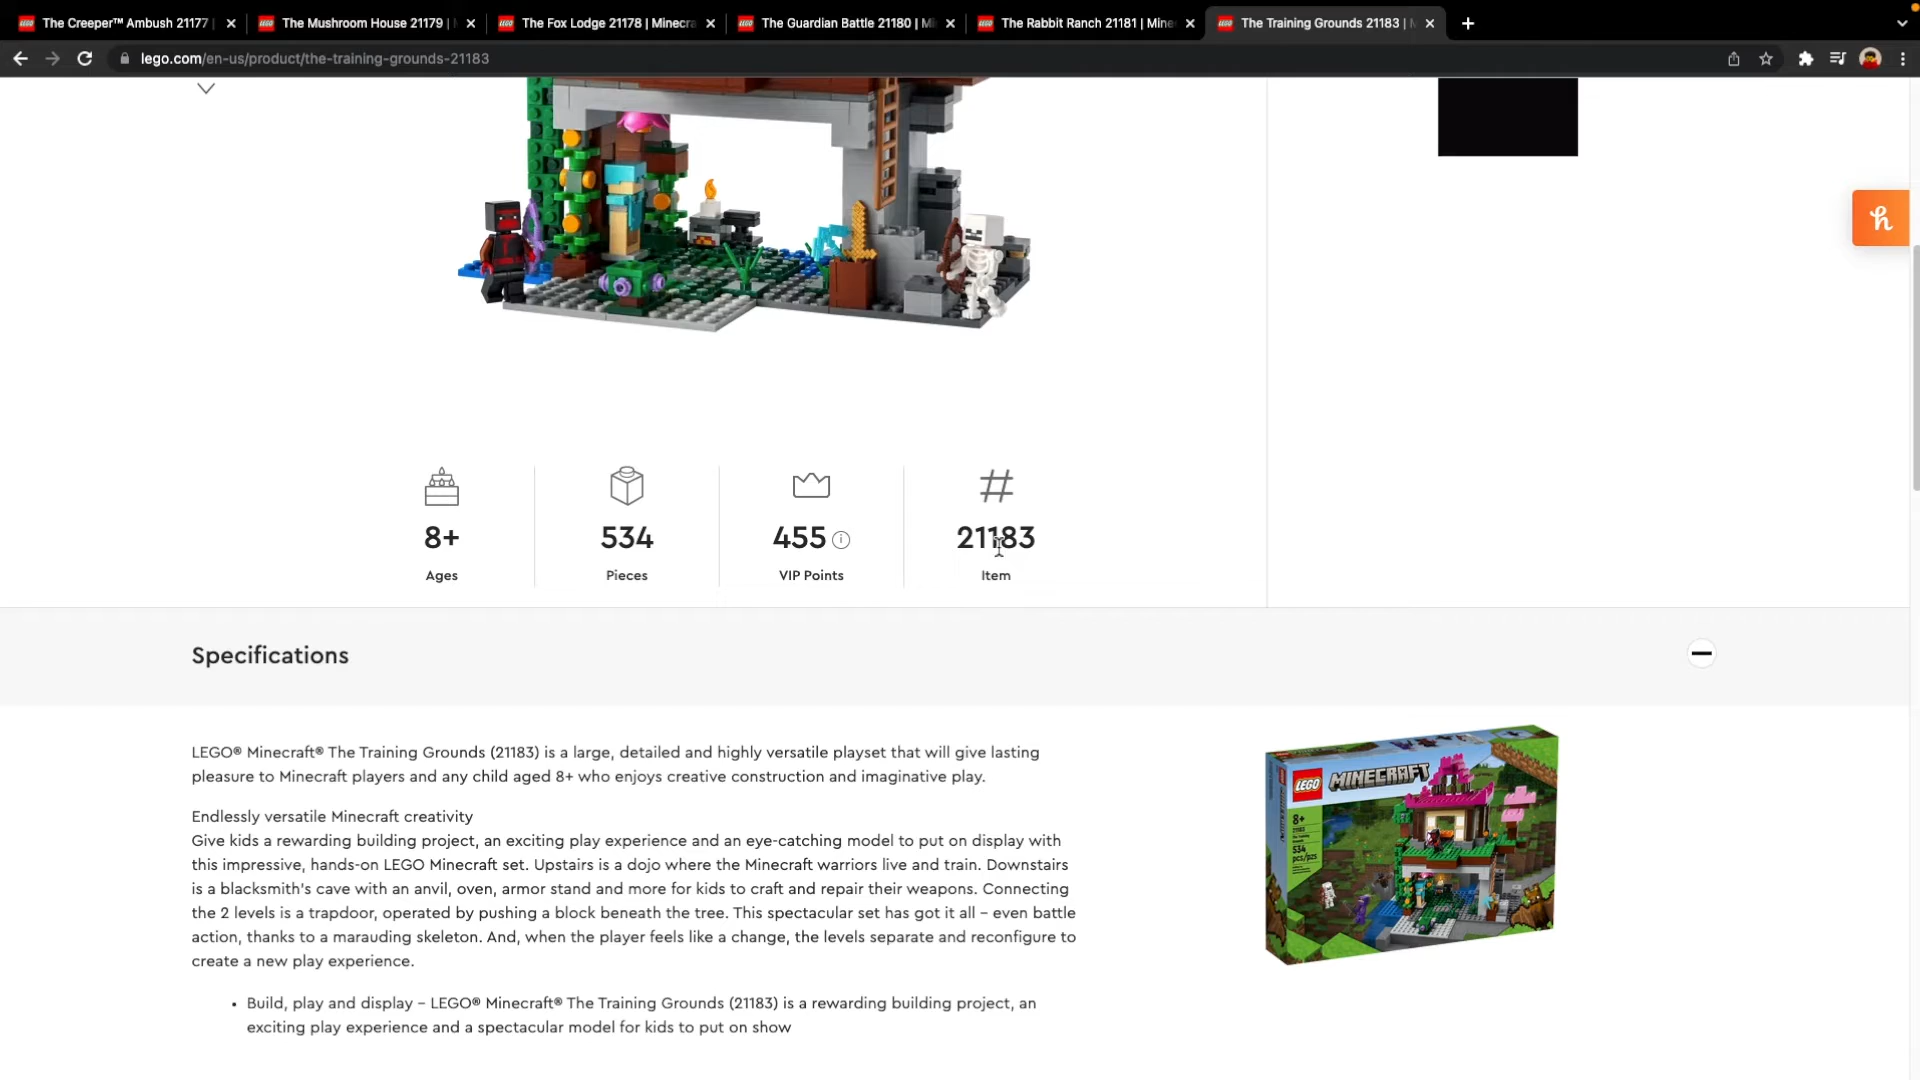 The Creeper™ Ambush 21177 |
The Mushroom House 21179 |
The Fox Lodge 21178 | Minecra
The Guardian Battle 21180 | Mi
The Rabbit Ranch 21181 | Mine
The Training Grounds 21183 |
lego.com/en-us/product/the-training-grounds-21183
h
8+
534
455
21183
Ages
Pieces
VIP Points
Item
Specifications
LEGO® Minecraft® The Training Grounds (21183) is a large, detailed and highly versatile playset that will give lasting
pleasure to Minecraft players and any child aged 8+ who enjoys creative construction and imaginative play.
Endlessly versatile Minecraft creativity
Give kids a rewarding building project, an exciting play experience and an eye-catching model to put on display with
this impressive, hands-on LEGO Minecraft set. Upstairs is a dojo where the Minecraft warriors live and train. Downstairs
is a blacksmith's cave with an anvil, oven, armor stand and more for kids to craft and repair their weapons. Connecting
the 2 levels is a trapdoor, operated by pushing a block beneath the tree. This spectacular set has got it all – even battle
action, thanks to a marauding skeleton. And, when the player feels like a change, the levels separate and reconfigure to
create a new play experience.
• Build, play and display – LEGO® Minecraft® The Training Grounds (21183) is a rewarding building project, an
exciting play experience and a spectacular model for kids to put on show
LEGO MINECRAFT
8+
21183
534
pcs/pzs